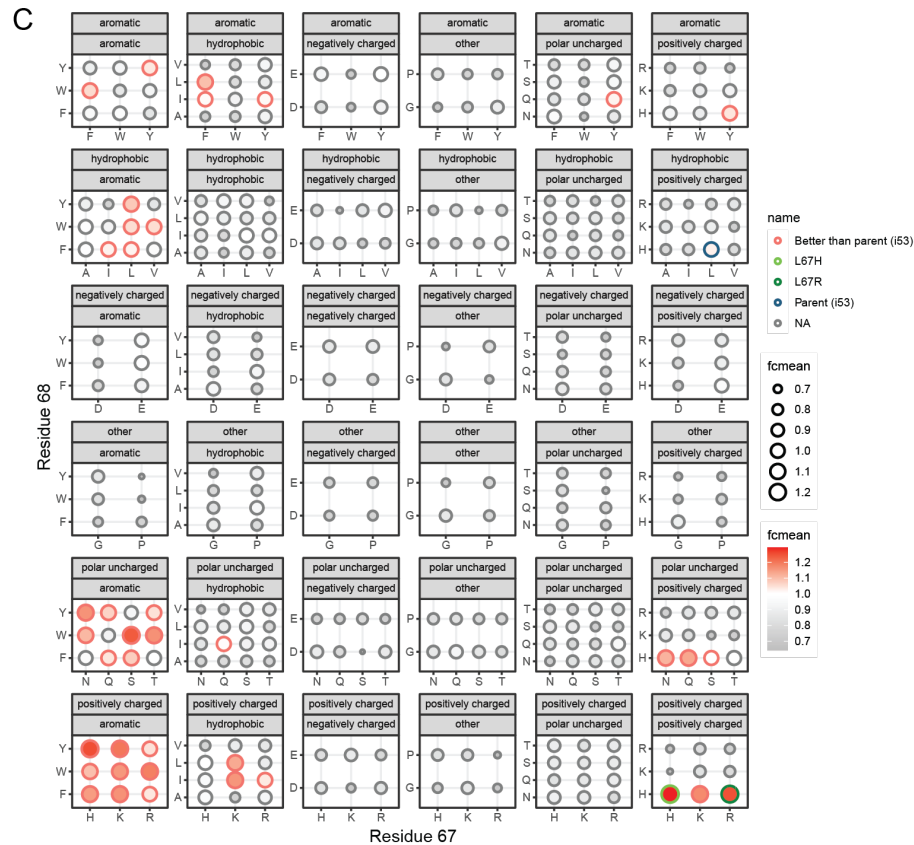 C
aromatic aromatic aromatic aromatic aromatic aromatic
aromatic hydrophobic negatively charged other polar uncharged positively charged
Y W F V L I A E D P G T S Q N R K H
F W Y F W Y F W Y F W Y F W Y F W Y
hydrophobic hydrophobic hydrophobic hydrophobic hydrophobic hydrophobic
aromatic hydrophobic negatively charged other polar uncharged positively charged
Y W F V L I A E D P G T S Q N R K H
A I L V A I L V A I L V A I L V A I L V A I L V
negatively charged negatively charged negatively charged negatively charged negatively charged negatively charged
aromatic hydrophobic negatively charged other polar uncharged positively charged
Y W F V L I A E D P G T S Q N R K H
D E D E D E D E D E D E
other other other other other other
aromatic hydrophobic negatively charged other polar uncharged positively charged
Y W F V L I A E D P G T S Q N R K H
G P G P G P G P G P G P
polar uncharged polar uncharged polar uncharged polar uncharged polar uncharged polar uncharged
aromatic hydrophobic negatively charged other polar uncharged positively charged
Y W F V L I A E D P G T S Q N R K H
N Q S T N Q S T N Q S T N Q S T N Q S T N Q S T
positively charged positively charged positively charged positively charged positively charged positively charged
aromatic hydrophobic negatively charged other polar uncharged positively charged
Y W F V L I A E D P G T S Q N R K H
H K R H K R H K R H K R H K R H K R
Residue 68
Residue 67
name
Better than parent (i53)
L67H
L67R
Parent (i53)
NA
fcmean
0.7
0.8
0.9
1.0
1.1
1.2
fcmean
1.2
1.1
1.0
0.9
0.8
0.7